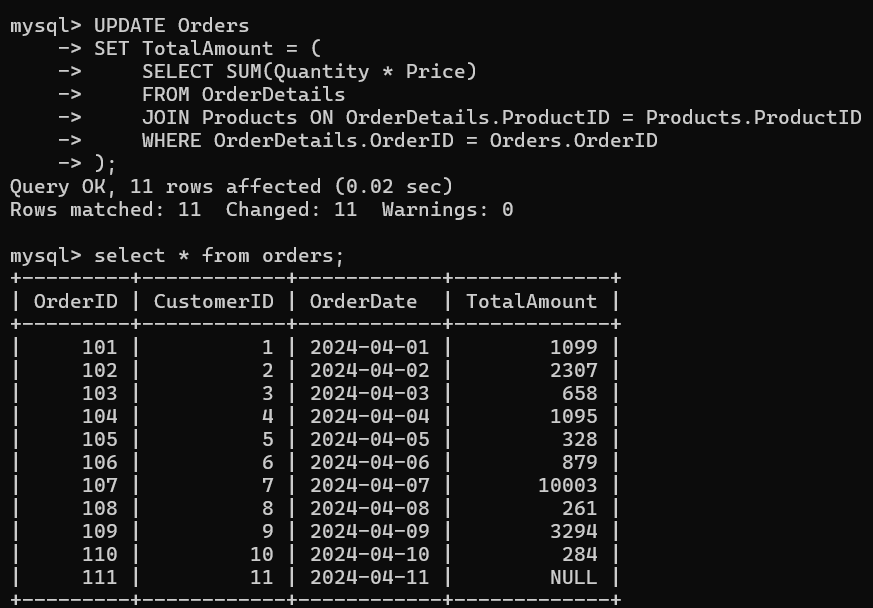 mysql> UPDATE Orders
    -> SET TotalAmount = (
    ->     SELECT SUM(Quantity * Price)
    ->     FROM OrderDetails
    ->     JOIN Products ON OrderDetails.ProductID = Products.ProductID
    ->     WHERE OrderDetails.OrderID = Orders.OrderID
    -> );
Query OK, 11 rows affected (0.02 sec)
Rows matched: 11  Changed: 11  Warnings: 0

mysql> select * from orders;
+---------+------------+------------+-------------+
| OrderID | CustomerID | OrderDate  | TotalAmount |
+---------+------------+------------+-------------+
|     101 |          1 | 2024-04-01 |        1099 |
|     102 |          2 | 2024-04-02 |        2307 |
|     103 |          3 | 2024-04-03 |         658 |
|     104 |          4 | 2024-04-04 |        1095 |
|     105 |          5 | 2024-04-05 |         328 |
|     106 |          6 | 2024-04-06 |         879 |
|     107 |          7 | 2024-04-07 |       10003 |
|     108 |          8 | 2024-04-08 |         261 |
|     109 |          9 | 2024-04-09 |        3294 |
|     110 |         10 | 2024-04-10 |         284 |
|     111 |         11 | 2024-04-11 |        NULL |
+---------+------------+------------+-------------+